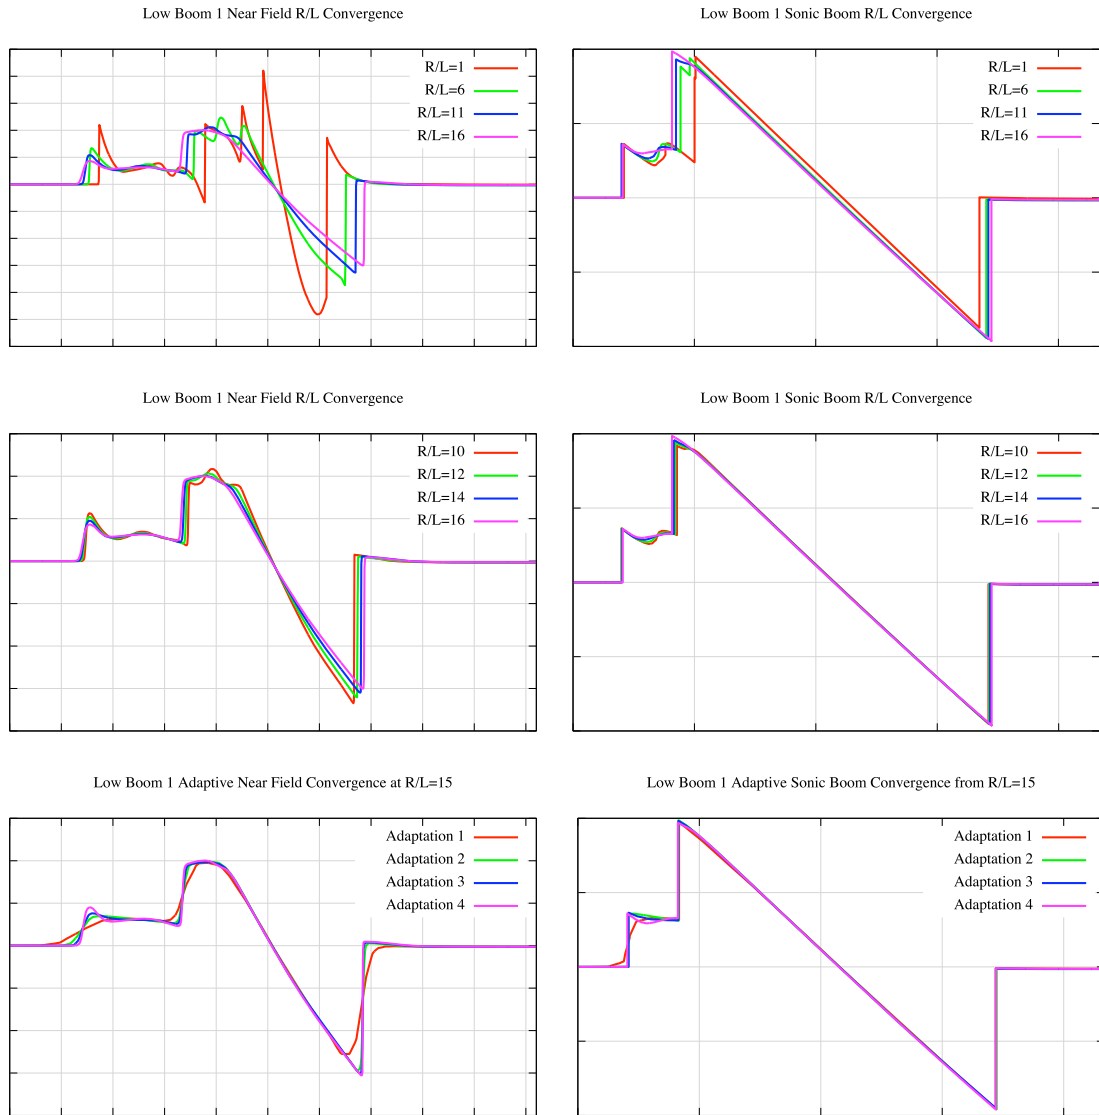 Low Boom 1 Near Field R/L Convergence
R/L=1
R/L=6
R/L=11
R/L=16
Low Boom 1 Sonic Boom R/L Convergence
R/L=1
R/L=6
R/L=11
R/L=16
Low Boom 1 Near Field R/L Convergence
R/L=10
R/L=12
R/L=14
R/L=16
Low Boom 1 Sonic Boom R/L Convergence
R/L=10
R/L=12
R/L=14
R/L=16
Low Boom 1 Adaptive Near Field Convergence at R/L=15
Adaptation 1
Adaptation 2
Adaptation 3
Adaptation 4
Low Boom 1 Adaptive Sonic Boom Convergence from R/L=15
Adaptation 1
Adaptation 2
Adaptation 3
Adaptation 4